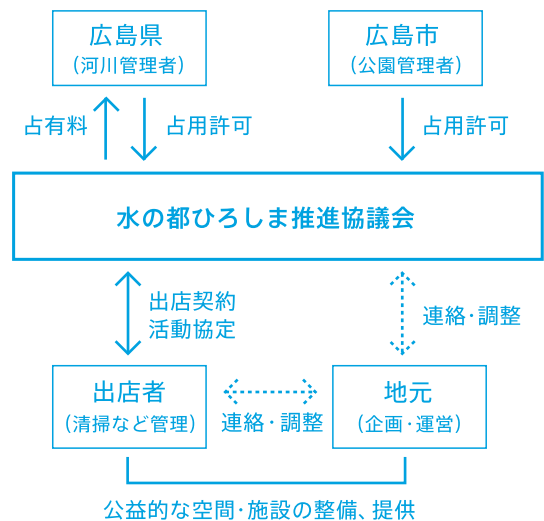 広島県
（河川管理者）
広島市
（公園管理者）
占有料
占用許可
占用許可
水の都ひろしま推進協議会
出店契約
活動協定
連絡・調整
出店者
（清掃など管理）
連絡・調整
地元
（企画・運営）
公益的な空間・施設の整備、提供